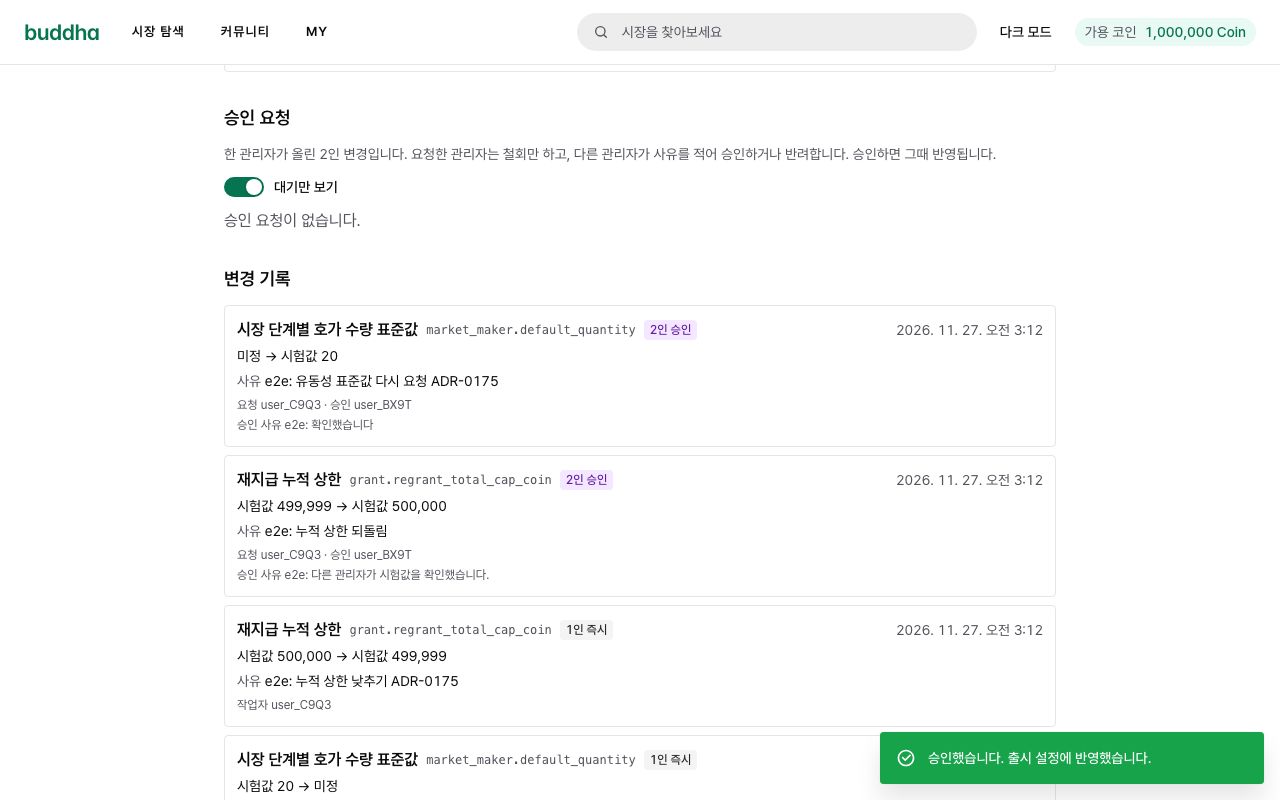 buddha 시장 탐색 커뮤니티 MY 시장을 찾아보세요 다크 모드 가용 코인 1,000,000 Coin
승인 요청
한 관리자가 올린 2인 변경입니다. 요청한 관리자는 철회만 하고, 다른 관리자가 사유를 적어 승인하거나 반려합니다. 승인하면 그때 반영됩니다.
대기만 보기
승인 요청이 없습니다.
변경 기록
시장 단계별 호가 수량 표준값 market_maker.default_quantity 2인 승인 2026. 11. 27. 오전 3:12
미정 → 시험값 20
사유 e2e: 유동성 표준값 다시 요청 ADR-0175
요청 user_C9Q3 · 승인 user_BX9T
승인 사유 e2e: 확인했습니다
재지급 누적 상한 grant.regrant_total_cap_coin 2인 승인 2026. 11. 27. 오전 3:12
시험값 499,999 → 시험값 500,000
사유 e2e: 누적 상한 되돌림
요청 user_C9Q3 · 승인 user_BX9T
승인 사유 e2e: 다른 관리자가 시험값을 확인했습니다.
재지급 누적 상한 grant.regrant_total_cap_coin 1인 즉시 2026. 11. 27. 오전 3:12
시험값 500,000 → 시험값 499,999
사유 e2e: 누적 상한 낮추기 ADR-0175
작업자 user_C9Q3
시장 단계별 호가 수량 표준값 market_maker.default_quantity 1인 즉시
시험값 20 → 미정
승인했습니다. 출시 설정에 반영했습니다.